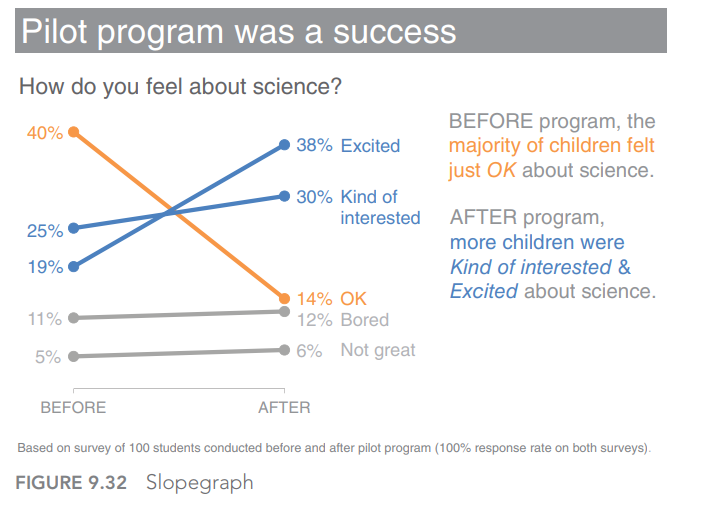 Pilot program was a success
How do you feel about science?
40%
25%
19%
11%
5%
38% Excited
30% Kind of
interested
14% OK
12% Bored
6% Not great
BEFORE
AFTER
BEFORE program, the
majority of children felt
just OK about science.
AFTER program,
more children were
Kind of interested &
Excited about science.
Based on survey of 100 students conducted before and after pilot program (100% response rate on both surveys).
FIGURE 9.32 Slopegraph